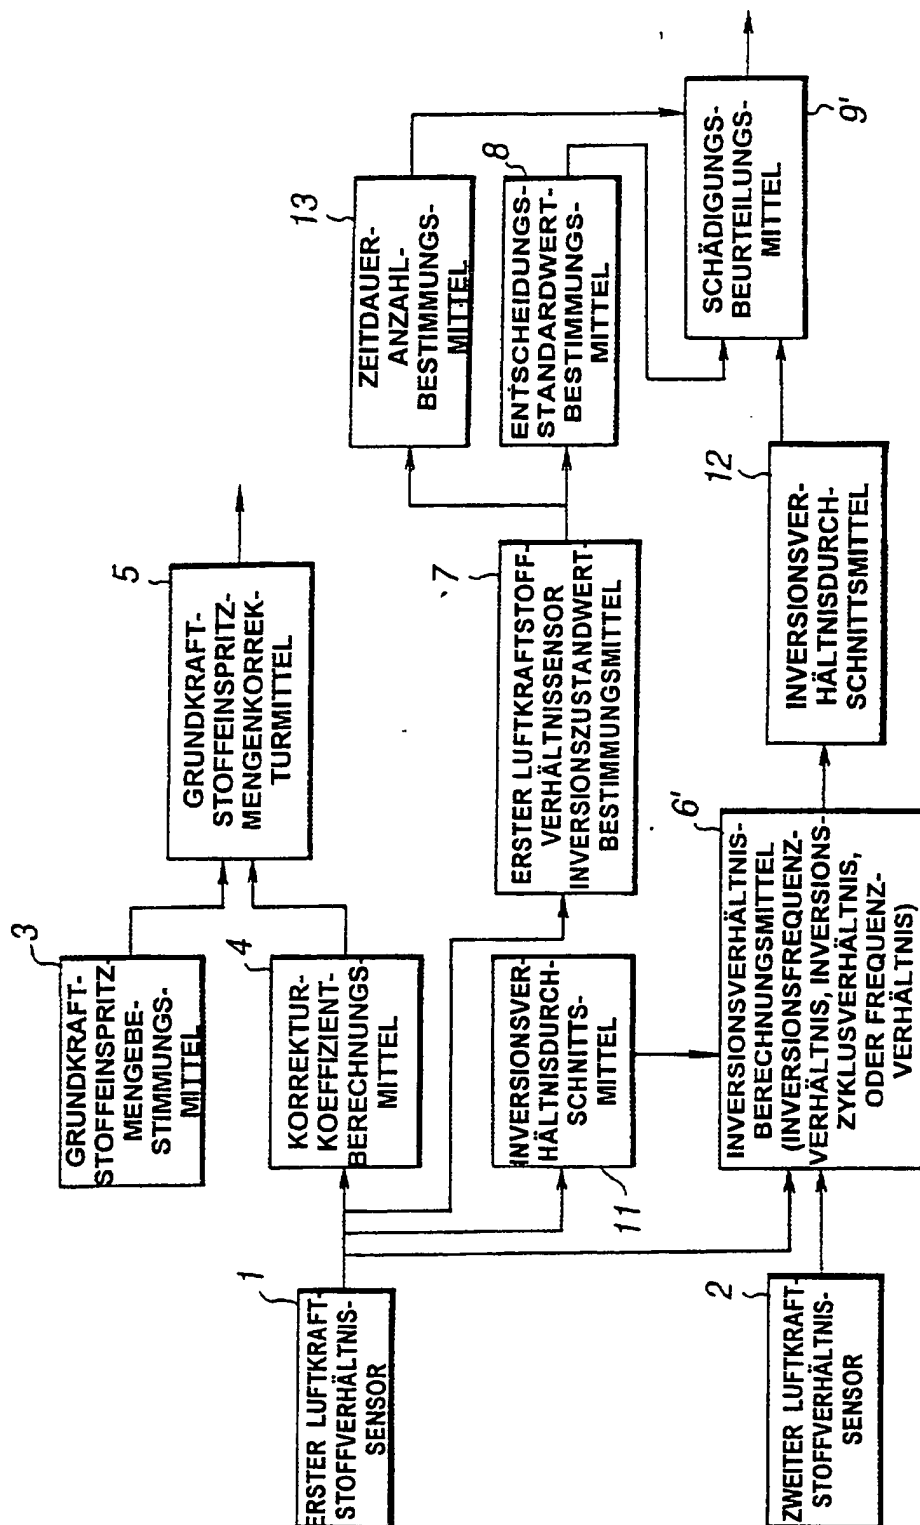 1
ERSTER LUFTKRAFT-
STOFFVERHÄLTNIS-
SENSOR
2
ZWEITER LUFTKRAFT-
STOFFVERHÄLTNIS-
SENSOR
3
GRUNDKRAFT-
STOFFEINSPRITZ-
MENGEBE-
STIMMUNGS-
MITTEL
4
KORREKTUR-
KOEFFIZIENT-
BERECHNUNGS-
MITTEL
INVERSIONSVER-
HÄLTNISDURCH-
SCHNITTS-
MITTEL
11
6'
INVERSIONSVERHÄLTNIS-
BERECHNUNGSMITTEL
(INVERSIONSFREQUENZ-
VERHÄLTNIS, INVERSIONS-
ZYKLUSVERHÄLTNIS,
ODER FREQUENZ-
VERHÄLTNIS)
5
GRUNDKRAFT-
STOFFEINSPRITZ-
MENGENKORREK-
TURMITTEL
7
ERSTER LUFTKRAFTSTOFF-
VERHÄLTNISSENSOR
INVERSIONSZUSTANDWERT-
BESTIMMUNGSMITTEL
12
INVERSIONSVER-
HÄLTNISDURCH-
SCHNITTSMITTEL
13
ZEITDAUER-
ANZAHL-
BESTIMMUNGS-
MITTEL
8
ENTSCHEIDUNGS-
STANDARDWERT-
BESTIMMUNGS-
MITTEL
SCHÄDIGUNGS-
BEURTEILUNGS-
MITTEL
9'